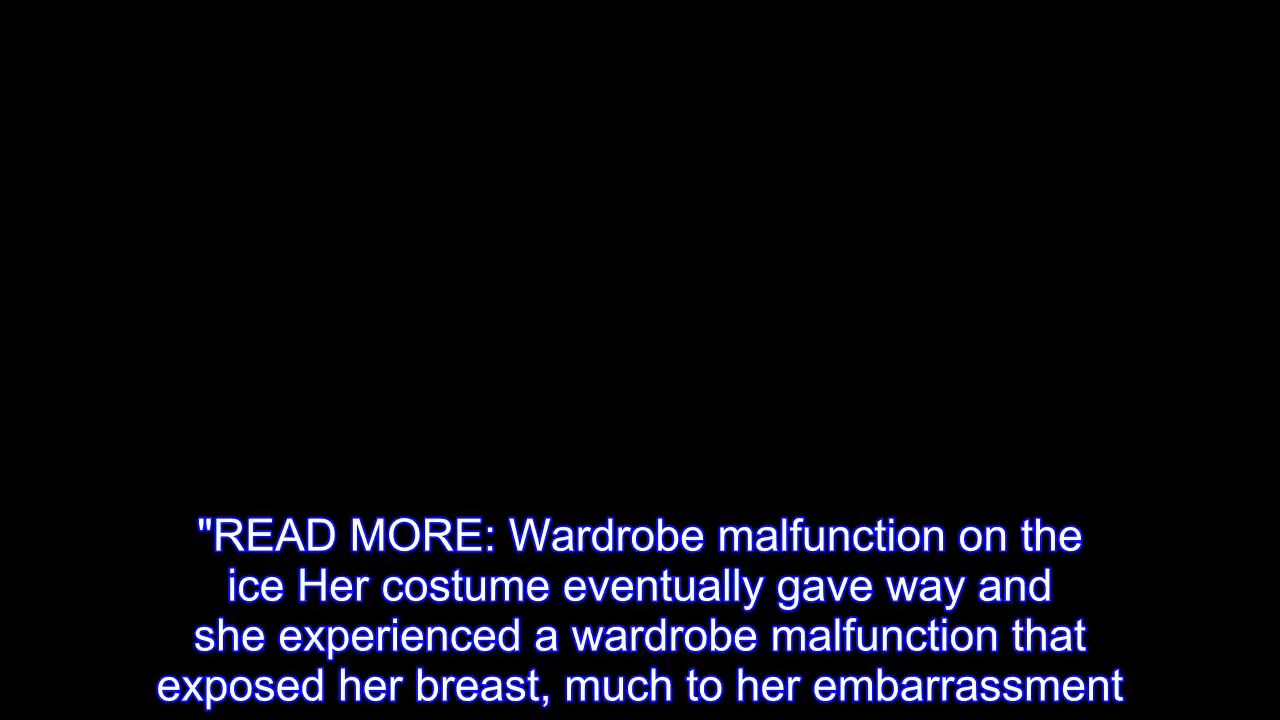 "READ MORE: Wardrobe malfunction on the
ice Her costume eventually gave way and
she experienced a wardrobe malfunction that
exposed her breast, much to her embarrassment